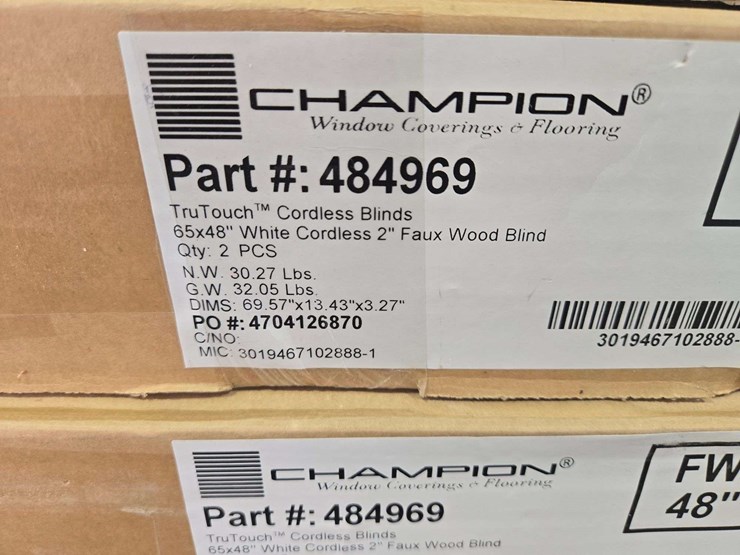 CHAMPION®
Window Coverings & Flooring
Part #: 484969
TruTouch™ Cordless Blinds
65x48" White Cordless 2" Faux Wood Blind
Qty: 2 PCS
N.W. 30.27 Lbs.
G.W. 32.05 Lbs.
DIMS: 69.57"x13.43"x3.27"
PO #: 4704126870
C/NO:
MIC: 3019467102888-1
3019467102888-
CHAMPION®
Window Coverings & Flooring
Part #: 484969
TruTouch™ Cordless Blinds
65x48" White Cordless 2" Faux Wood Blind
FW
48"